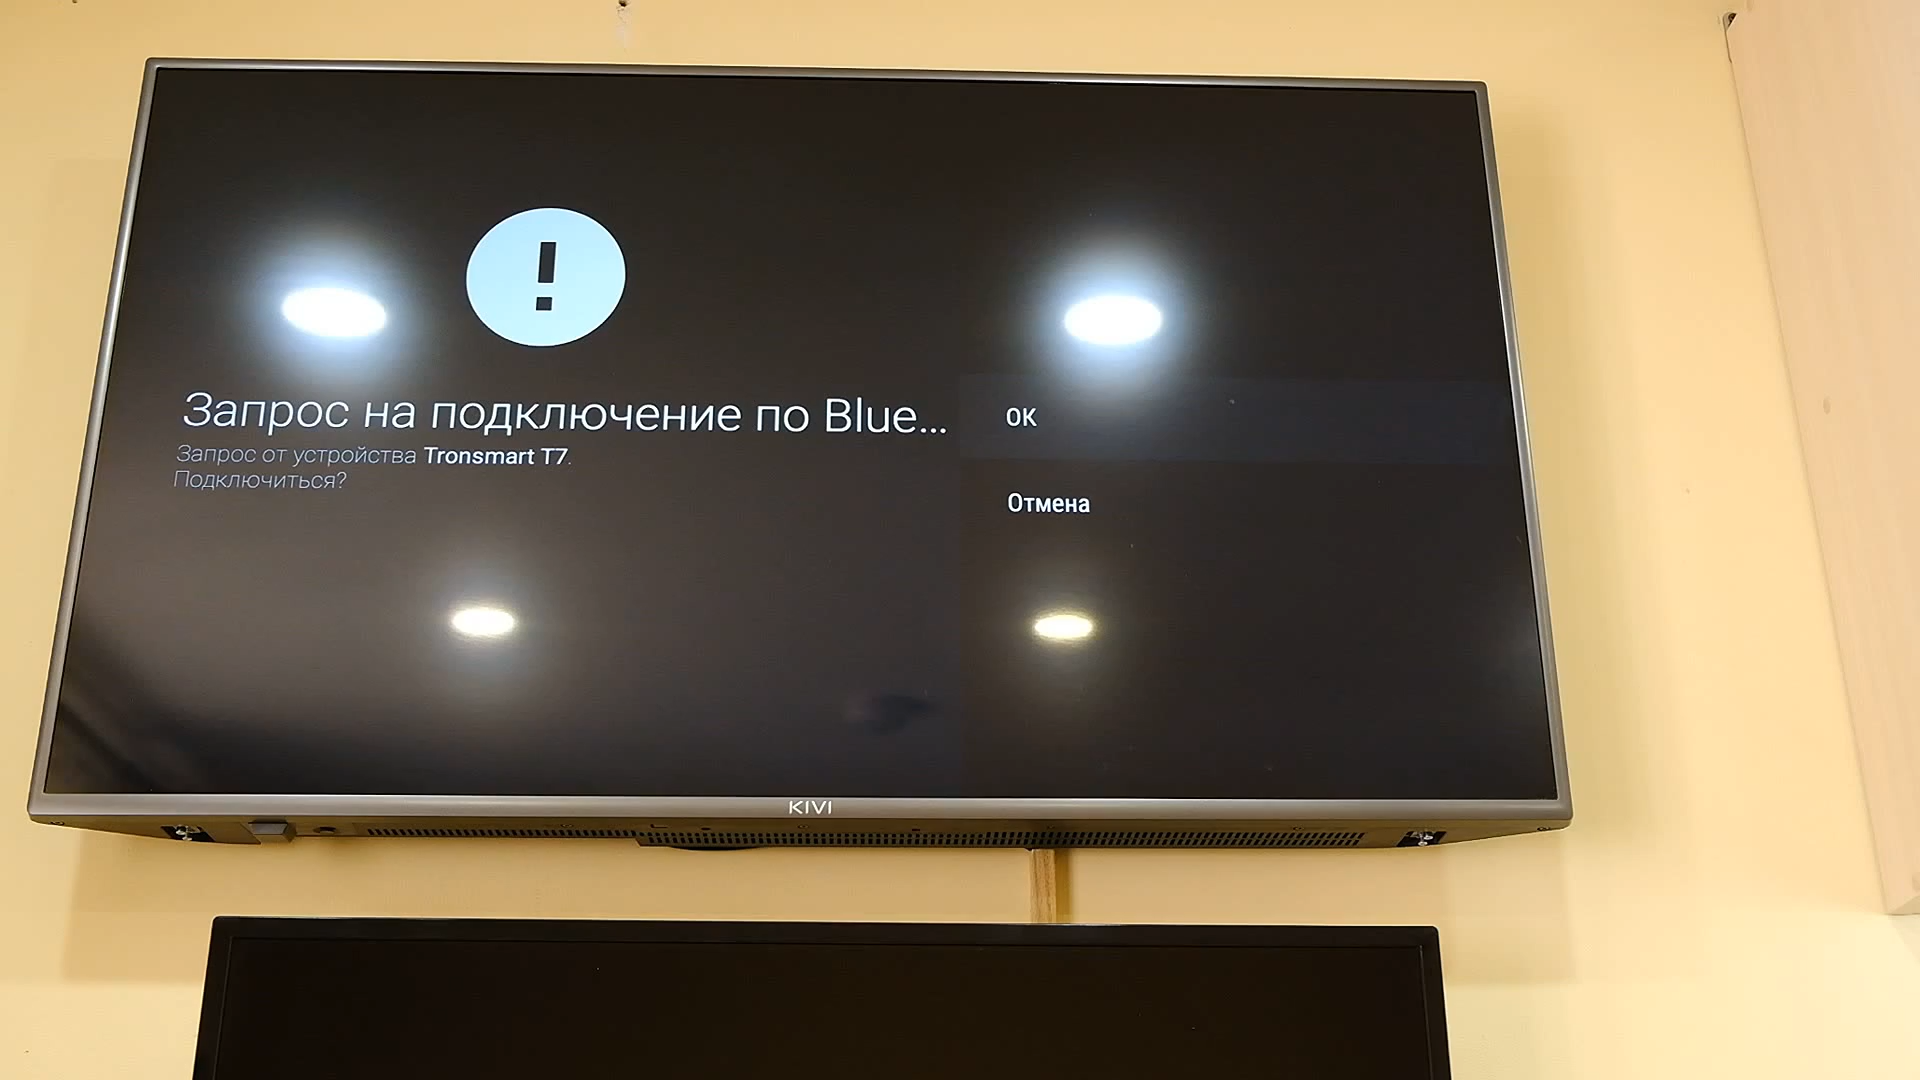 !
Запрос на подключение по Blue...
Запрос от устройства Tronsmart T7.
Подключиться?
ОК
Отмена
KIVI